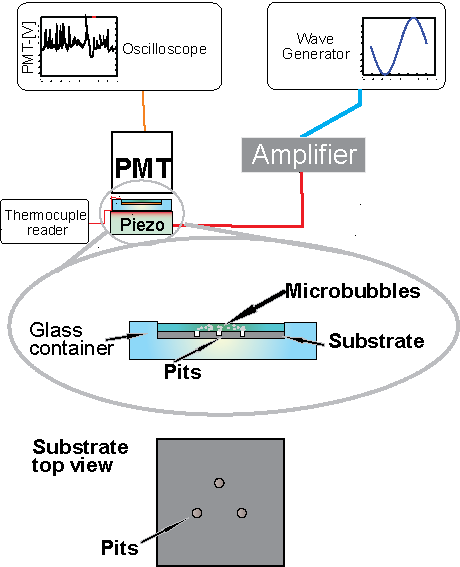 PMT-[V]
Oscilloscope
Wave
Generator
PMT
Amplifier
Thermocuple
reader
Piezo
Microbubbles
Glass
container
Substrate
Pits
Substrate
top view
Pits